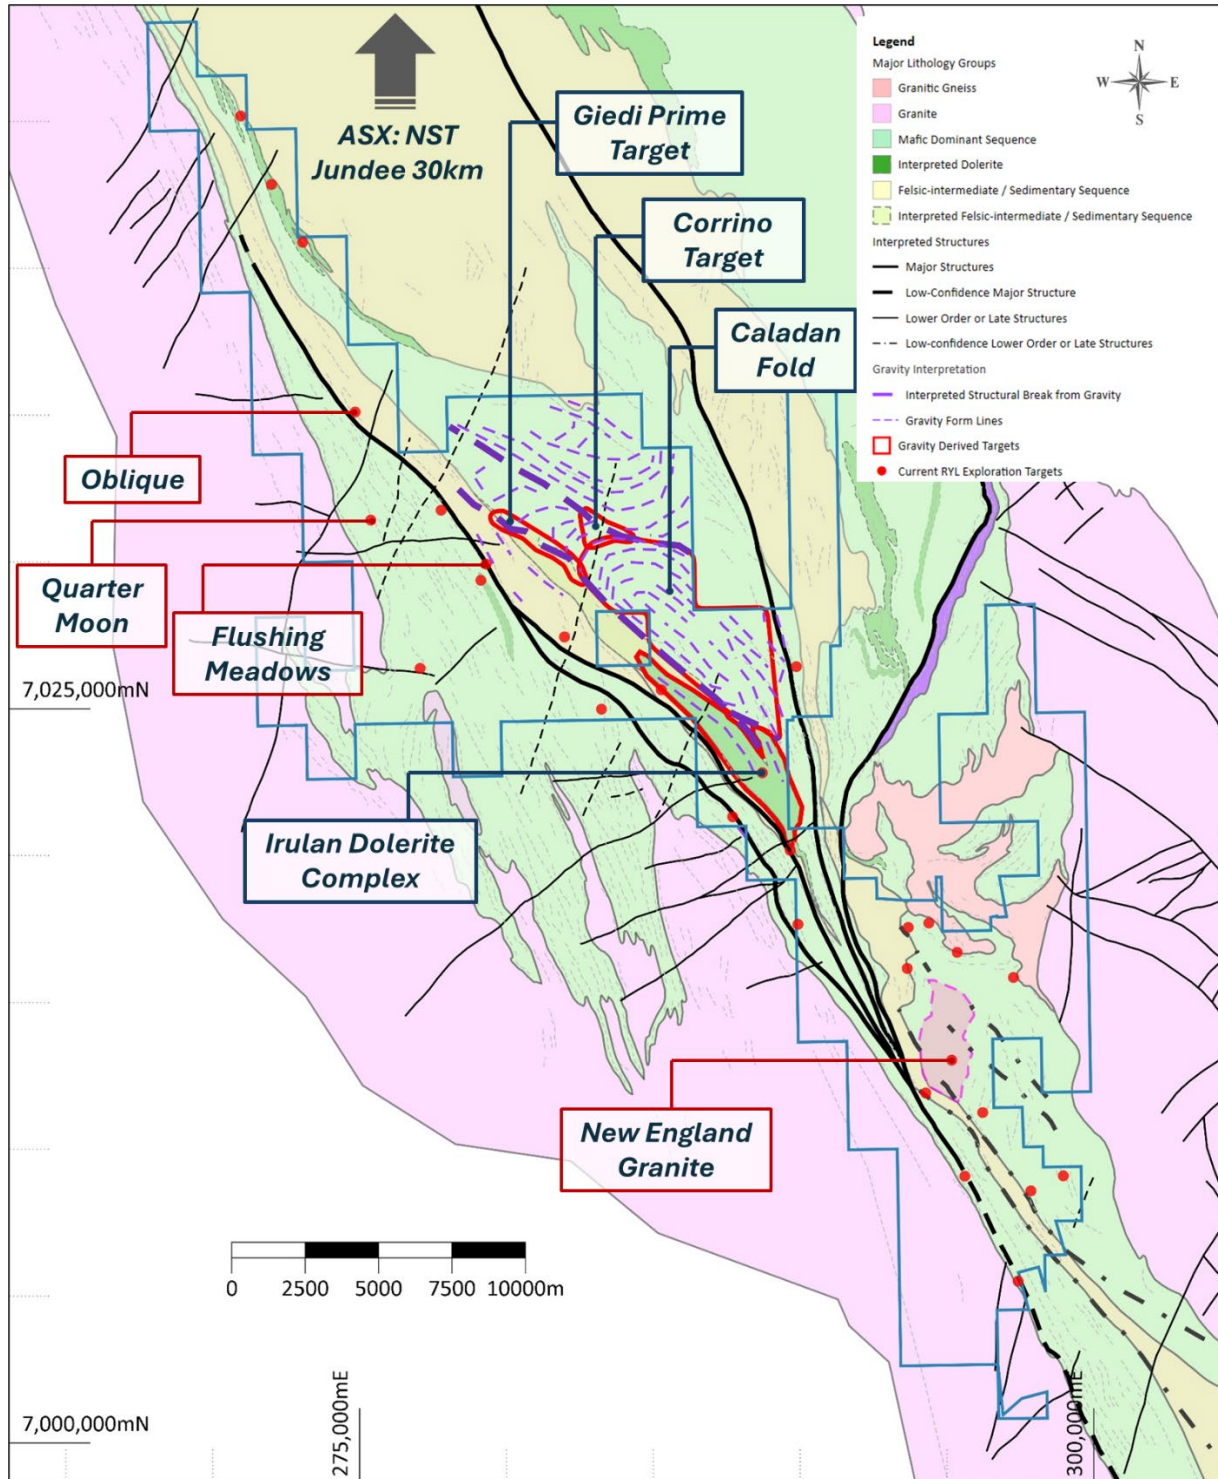 ASX: NST
Jundee 30km
Giedi Prime
Target
Corrino
Target
Caladan
Fold
Legend
Major Lithology Groups
Granitic Gneiss
Granite
Mafic Dominant Sequence
Interpreted Dolerite
Felsic-intermediate / Sedimentary Sequence
Interpreted Felsic-intermediate / Sedimentary Sequence
Interpreted Structures
Major Structures
Low-Confidence Major Structure
Lower Order or Late Structures
Low-confidence Lower Order or Late Structures
Gravity Interpretation
Interpreted Structural Break from Gravity
Gravity Form Lines
Gravity Derived Targets
Current RYL Exploration Targets
N
W E
S
Oblique
Quarter
Moon
Flushing
Meadows
7,025,000mN
Irulan Dolerite
Complex
New England
Granite
0 2500 5000 7500 10000m
7,000,000mN
275,000mE
300,000mE